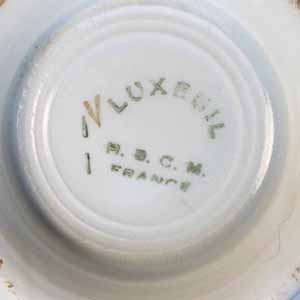 LUXEUIL
H. B. C. M.
FRANCE